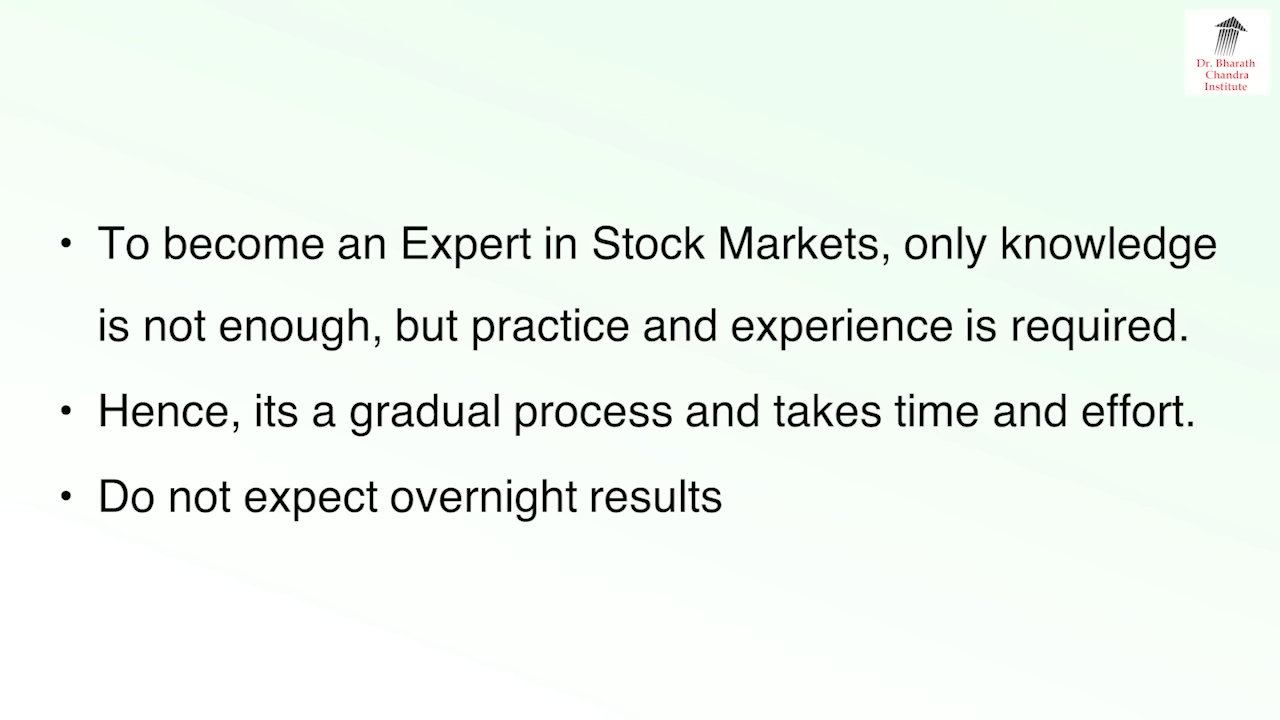 Dr. Bharath
Chandra
Institute
• To become an Expert in Stock Markets, only knowledge
is not enough, but practice and experience is required.
• Hence, its a gradual process and takes time and effort.
• Do not expect overnight results